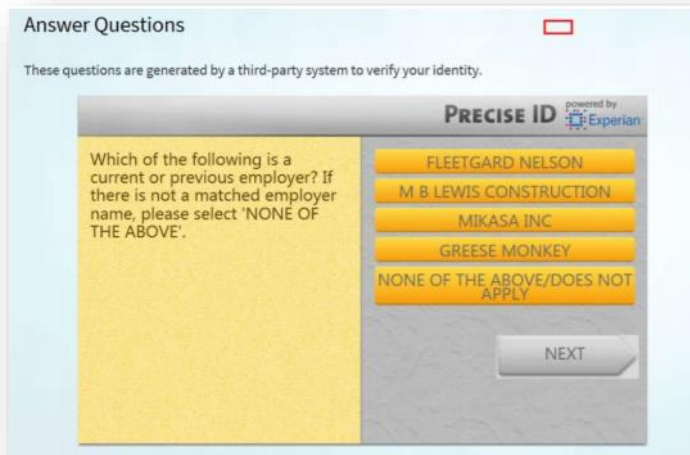 Answer Questions
These questions are generated by a third-party system to verify your identity.
PRECISE ID powered by Experian
Which of the following is a
current or previous employer? If
there is not a matched employer
name, please select 'NONE OF
THE ABOVE'.
FLEETGARD NELSON
M B LEWIS CONSTRUCTION
MIKASA INC
GREESE MONKEY
NONE OF THE ABOVE/DOES NOT
APPLY
NEXT